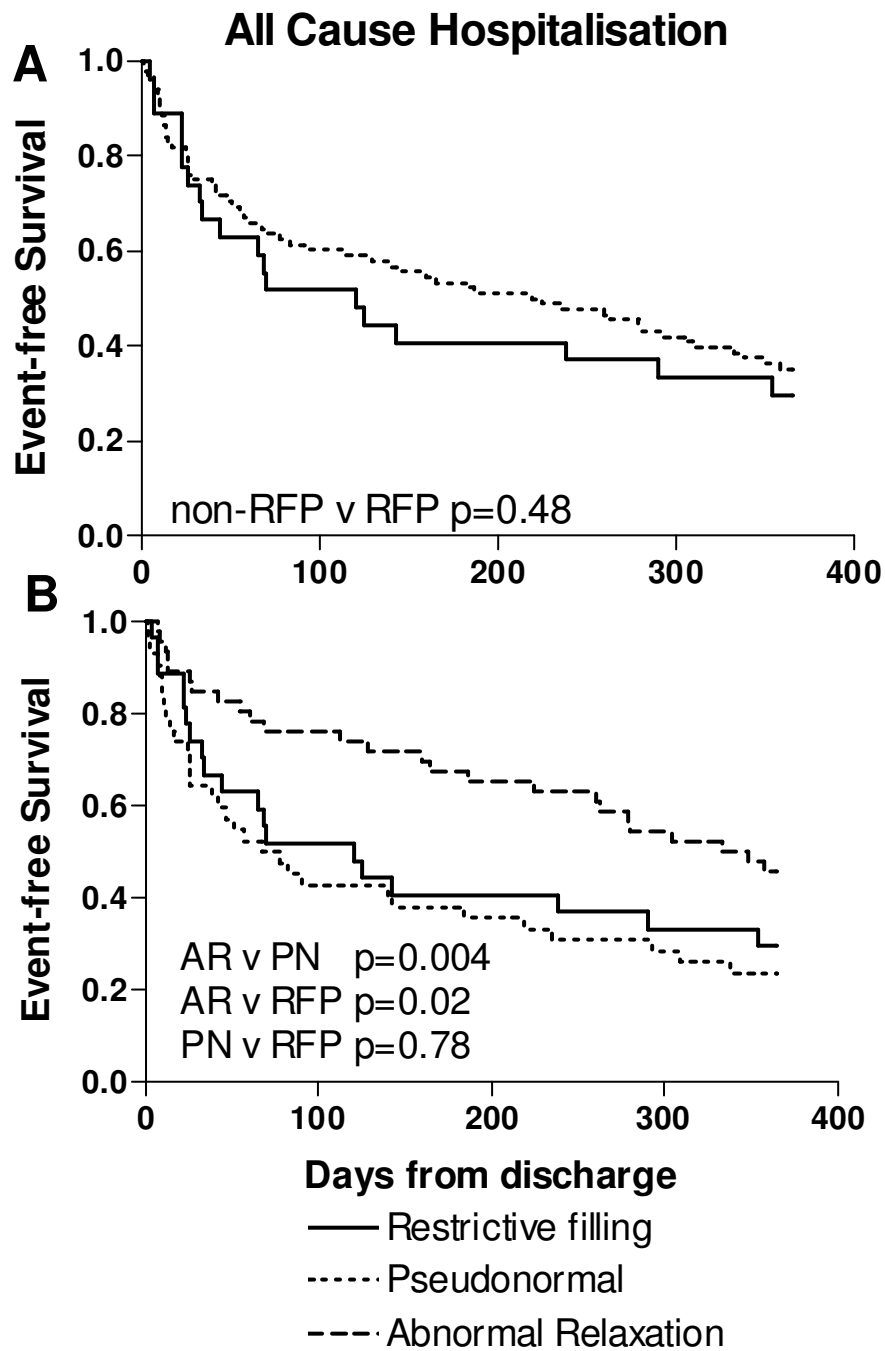 All Cause Hospitalisation
A
Event-free Survival
1.0
0.8
0.6
0.4
0.2
0.0
non-RFP v RFP p=0.48
0 100 200 300 400
B
Event-free Survival
1.0
0.8
0.6
0.4
0.2
0.0
AR v PN p=0.004
AR v RFP p=0.02
PN v RFP p=0.78
0 100 200 300 400
Days from discharge
Restrictive filling
Pseudonormal
Abnormal Relaxation